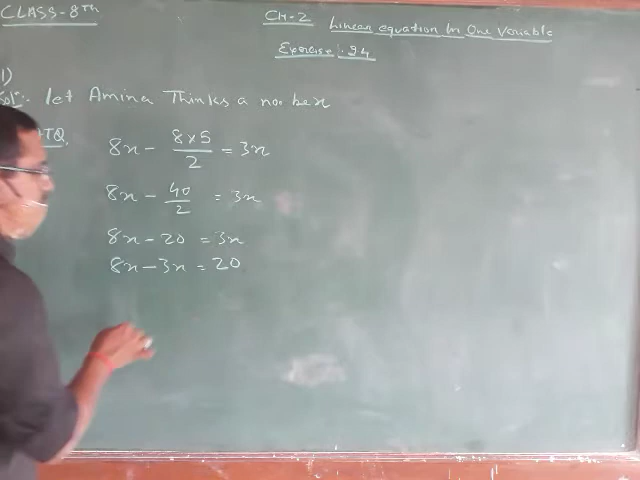 CLASS-8Th
Ch-2 Linear equation In One Variable
Exercise: 2.4
1)
Sol:- let Amina Thinks a no. be x
ATQ,
8x - 8×5/2 = 3x
8x - 40/2 = 3x
8x - 20 = 3x
8x - 3x = 20